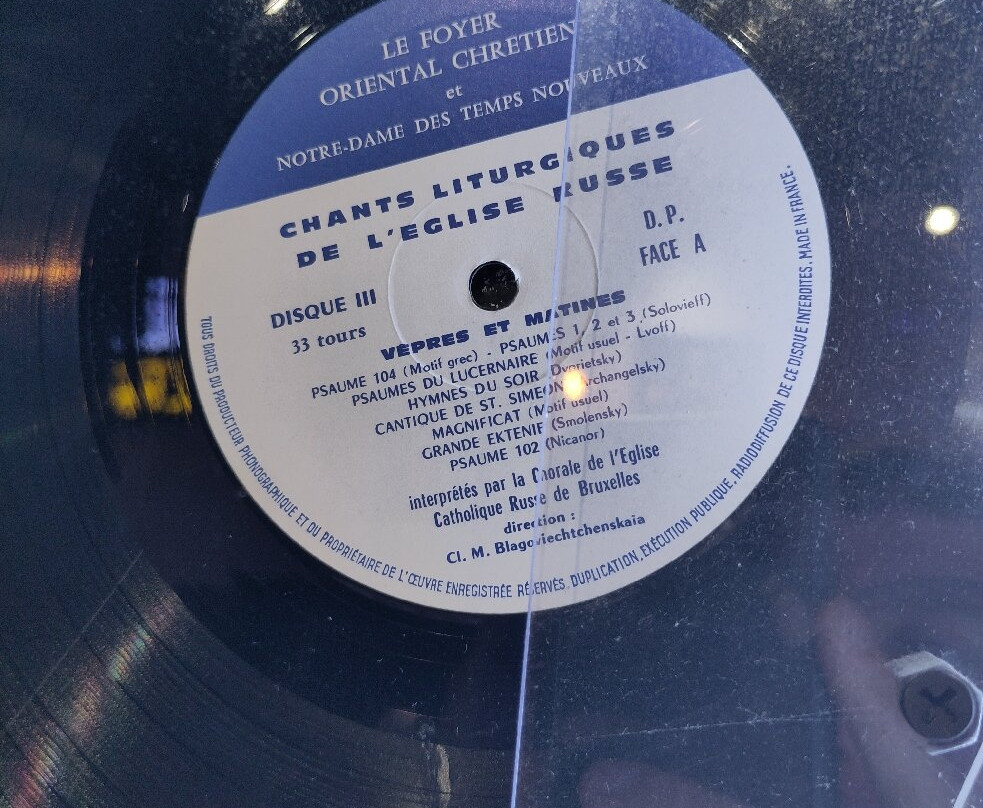 LE FOYER
ORIENTAL CHRETIEN
et
NOTRE-DAME DES TEMPS NOUVEAUX
CHANTS LITURGIQUES
DE L'EGLISE RUSSE
D.P.
FACE A
DISQUE III
33 tours
VÊPRES ET MATINES
PSAUME 104 (Motif grec) - PSAUMES 1, 2 et 3 (Solovieff)
PSAUMES DU LUCERNAIRE (Motif usuel - Lvoff)
HYMNES DU SOIR (Dvorietsky)
CANTIQUE DE ST. SIMEON (Archangelsky)
MAGNIFICAT (Motif usuel)
GRANDE EKTENIE (Smolensky)
PSAUME 102 (Nicanor)
interprétés par la Chorale de l'Eglise
Catholique Russe de Bruxelles
direction :
Cl. M. Blagoviechtchenskaïa
TOUS DROITS DU PRODUCTEUR PHONOGRAPHIQUE ET DU PROPRIÉTAIRE DE L'ŒUVRE ENREGISTRÉE RÉSERVÉS. DUPLICATION, EXÉCUTION PUBLIQUE, RADIODIFFUSION DE CE DISQUE INTERDITES. MADE IN FRANCE.